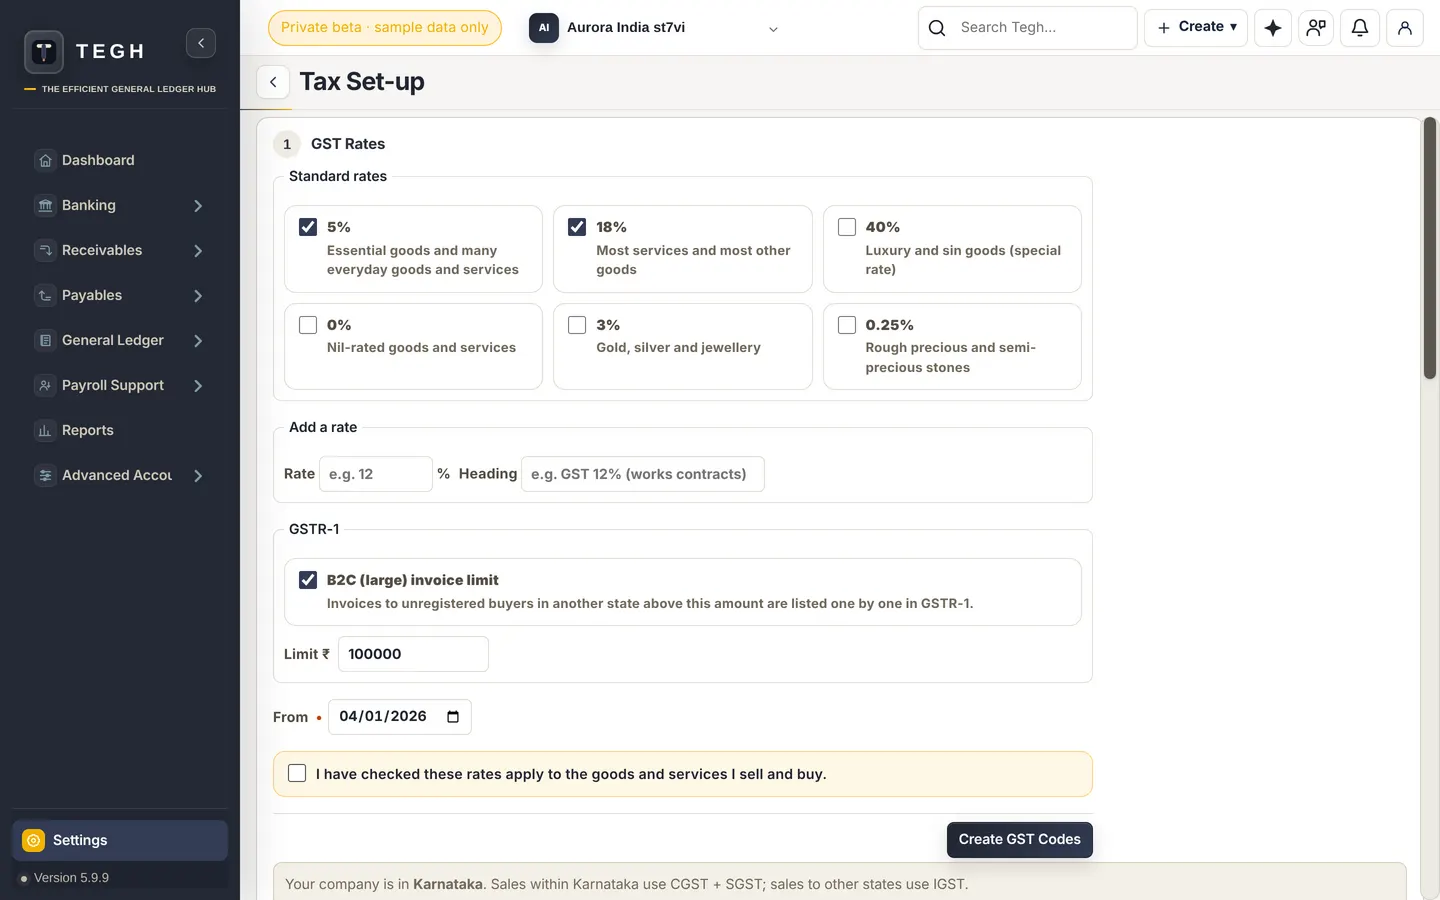 TEGH
THE EFFICIENT GENERAL LEDGER HUB
Dashboard
Banking
Receivables
Payables
General Ledger
Payroll Support
Reports
Advanced Accou
Settings
Version 5.9.9
Private beta · sample data only
AI
Aurora India st7vi
Search Tegh...
+ Create ▾
Tax Set-up
1 GST Rates
Standard rates
5%
Essential goods and many
everyday goods and services
18%
Most services and most other
goods
40%
Luxury and sin goods (special
rate)
0%
Nil-rated goods and services
3%
Gold, silver and jewellery
0.25%
Rough precious and semi-
precious stones
Add a rate
Rate e.g. 12 % Heading e.g. GST 12% (works contracts)
GSTR-1
B2C (large) invoice limit
Invoices to unregistered buyers in another state above this amount are listed one by one in GSTR-1.
Limit ₹ 100000
From • 04/01/2026
I have checked these rates apply to the goods and services I sell and buy.
Create GST Codes
Your company is in Karnataka. Sales within Karnataka use CGST + SGST; sales to other states use IGST.